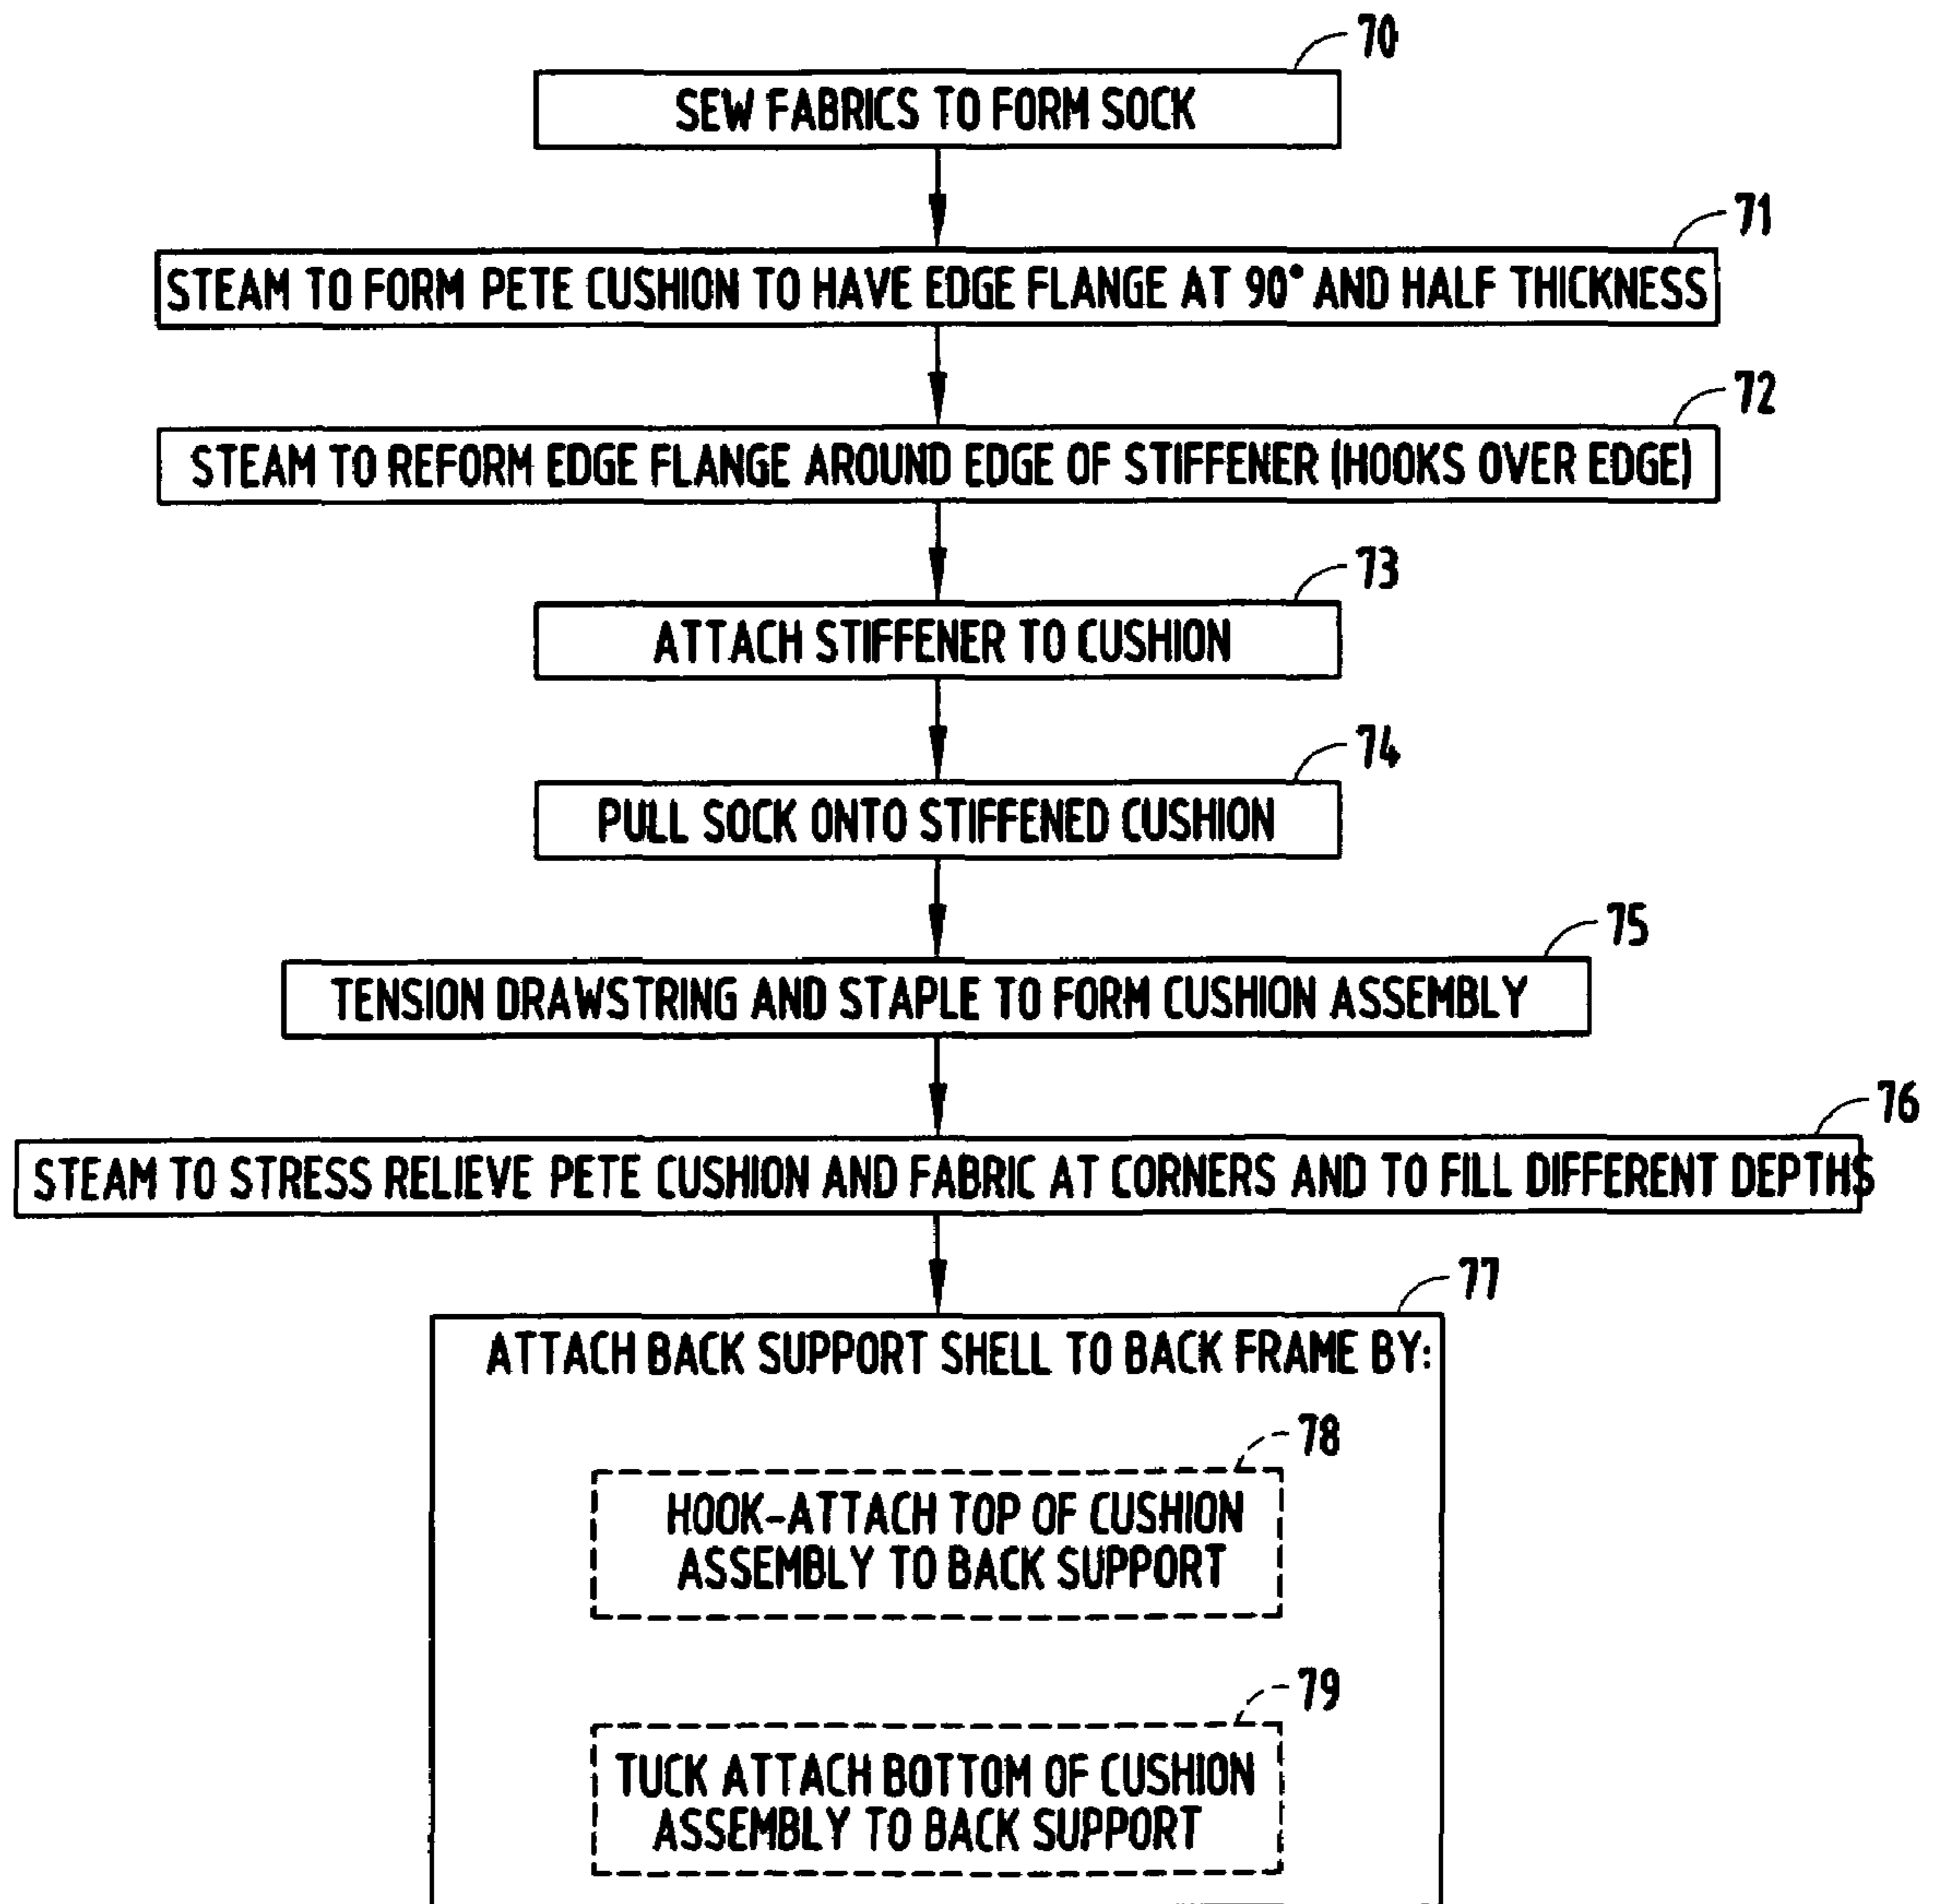 70
SEW FABRICS TO FORM SOCK
71
STEAM TO FORM PETE CUSHION TO HAVE EDGE FLANGE AT 90° AND HALF THICKNESS
72
STEAM TO REFORM EDGE FLANGE AROUND EDGE OF STIFFENER (HOOKS OVER EDGE)
73
ATTACH STIFFENER TO CUSHION
74
PULL SOCK ONTO STIFFENED CUSHION
75
TENSION DRAWSTRING AND STAPLE TO FORM CUSHION ASSEMBLY
76
STEAM TO STRESS RELIEVE PETE CUSHION AND FABRIC AT CORNERS AND TO FILL DIFFERENT DEPTHS
77
ATTACH BACK SUPPORT SHELL TO BACK FRAME BY:
78
HOOK-ATTACH TOP OF CUSHION
ASSEMBLY TO BACK SUPPORT
79
TUCK ATTACH BOTTOM OF CUSHION
ASSEMBLY TO BACK SUPPORT